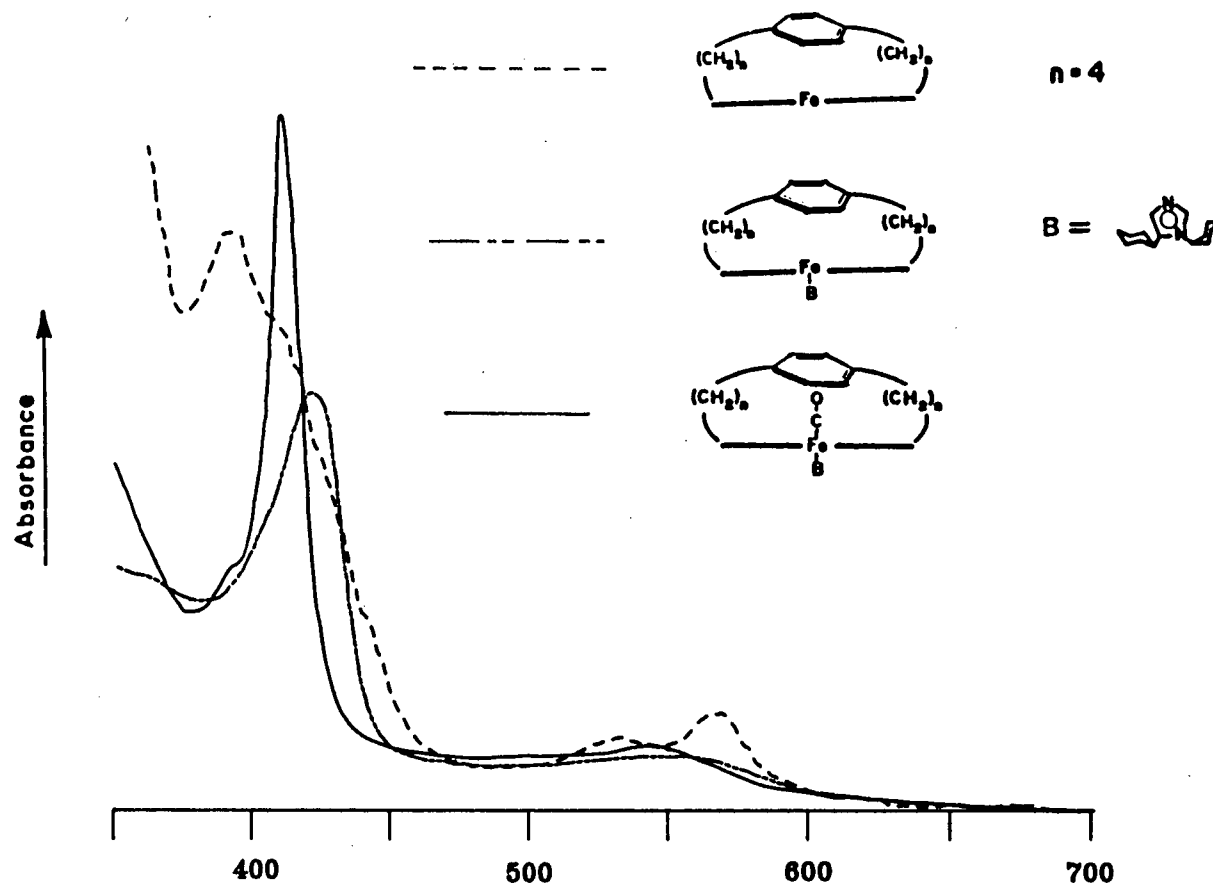 (CH₂)ₙ (CH₂)ₙ
Fe
n = 4
(CH₂)ₙ (CH₂)ₙ
Fe
B
B =
N
(CH₂)ₙ (CH₂)ₙ
O
C
Fe
B
Absorbance
400 500 600 700